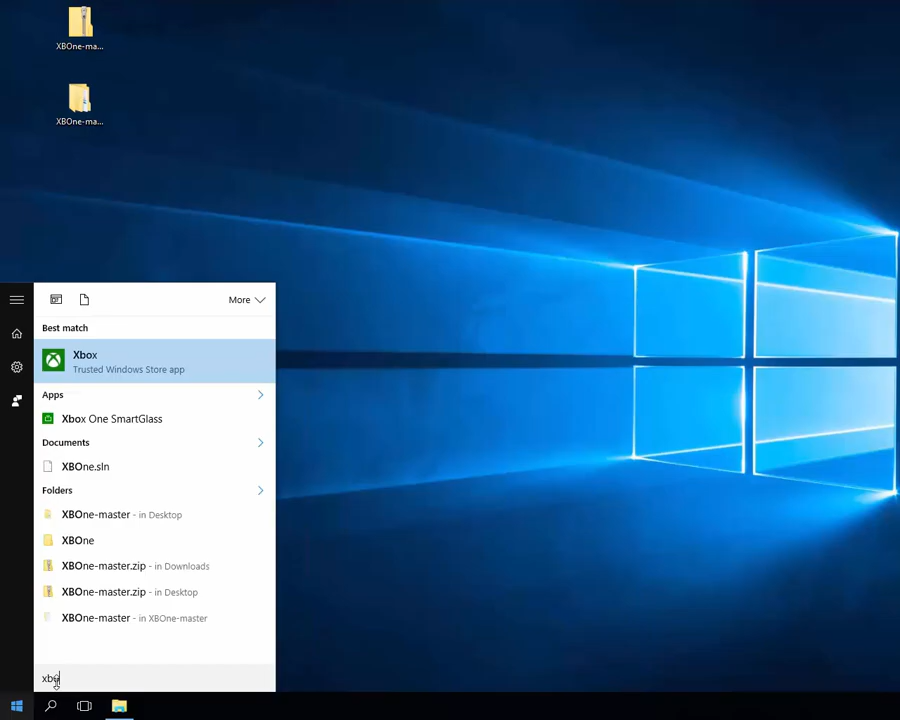 XBOne-ma...
XBOne-ma...
More
Best match
Xbox
Trusted Windows Store app
Apps
Xbox One SmartGlass
Documents
XBOne.sln
Folders
XBOne-master - in Desktop
XBOne
XBOne-master.zip - in Downloads
XBOne-master.zip - in Desktop
XBOne-master - in XBOne-master
xbo